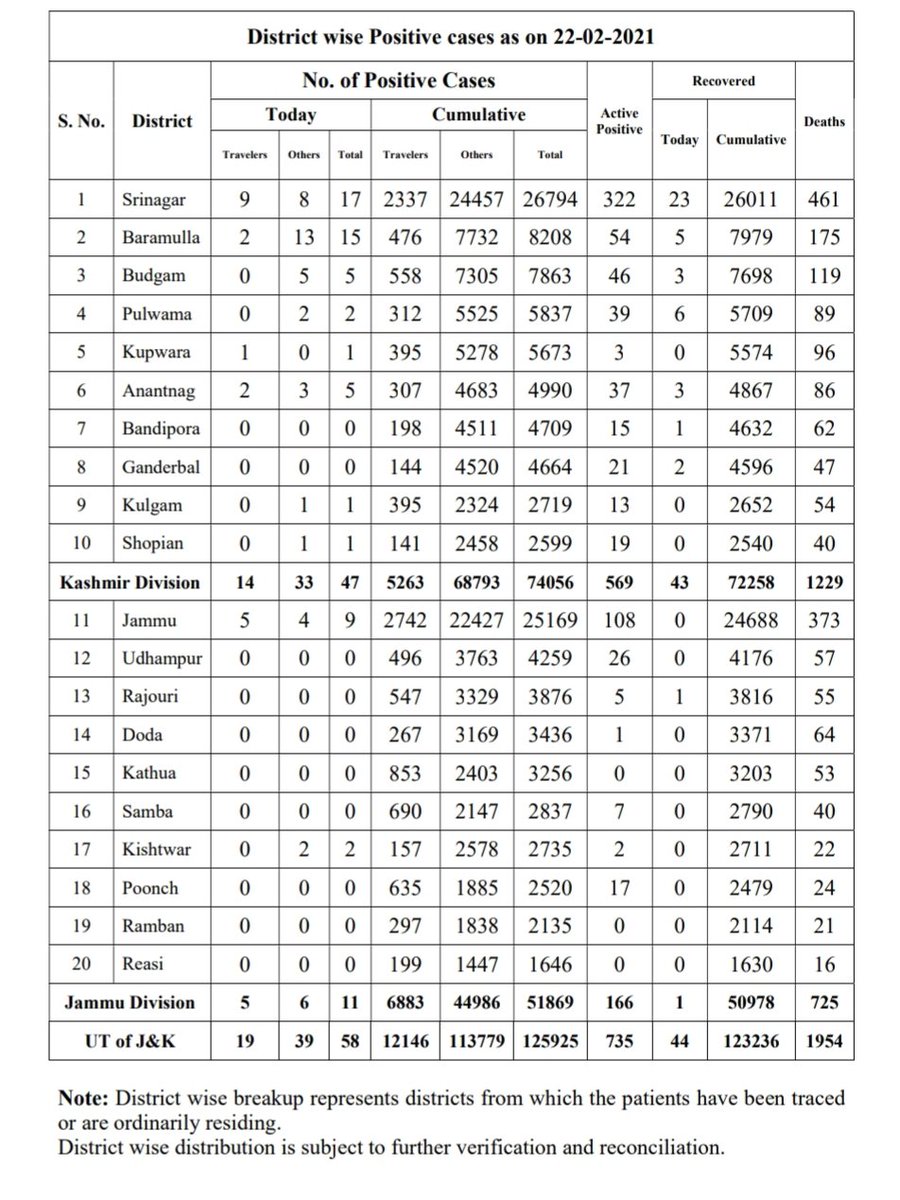 District wise Positive cases as on 22-02-2021
S. No. District No. of Positive Cases Active Positive Recovered Deaths
Today Cumulative Today Cumulative
Travelers Others Total Travelers Others Total
1 Srinagar 9 8 17 2337 24457 26794 322 23 26011 461
2 Baramulla 2 13 15 476 7732 8208 54 5 7979 175
3 Budgam 0 5 5 558 7305 7863 46 3 7698 119
4 Pulwama 0 2 2 312 5525 5837 39 6 5709 89
5 Kupwara 1 0 1 395 5278 5673 3 0 5574 96
6 Anantnag 2 3 5 307 4683 4990 37 3 4867 86
7 Bandipora 0 0 0 198 4511 4709 15 1 4632 62
8 Ganderbal 0 0 0 144 4520 4664 21 2 4596 47
9 Kulgam 0 1 1 395 2324 2719 13 0 2652 54
10 Shopian 0 1 1 141 2458 2599 19 0 2540 40
Kashmir Division 14 33 47 5263 68793 74056 569 43 72258 1229
11 Jammu 5 4 9 2742 22427 25169 108 0 24688 373
12 Udhampur 0 0 0 496 3763 4259 26 0 4176 57
13 Rajouri 0 0 0 547 3329 3876 5 1 3816 55
14 Doda 0 0 0 267 3169 3436 1 0 3371 64
15 Kathua 0 0 0 853 2403 3256 0 0 3203 53
16 Samba 0 0 0 690 2147 2837 7 0 2790 40
17 Kishtwar 0 2 2 157 2578 2735 2 0 2711 22
18 Poonch 0 0 0 635 1885 2520 17 0 2479 24
19 Ramban 0 0 0 297 1838 2135 0 0 2114 21
20 Reasi 0 0 0 199 1447 1646 0 0 1630 16
Jammu Division 5 6 11 6883 44986 51869 166 1 50978 725
UT of J&K 19 39 58 12146 113779 125925 735 44 123236 1954
Note: District wise breakup represents districts from which the patients have been traced
or are ordinarily residing.
District wise distribution is subject to further verification and reconciliation.